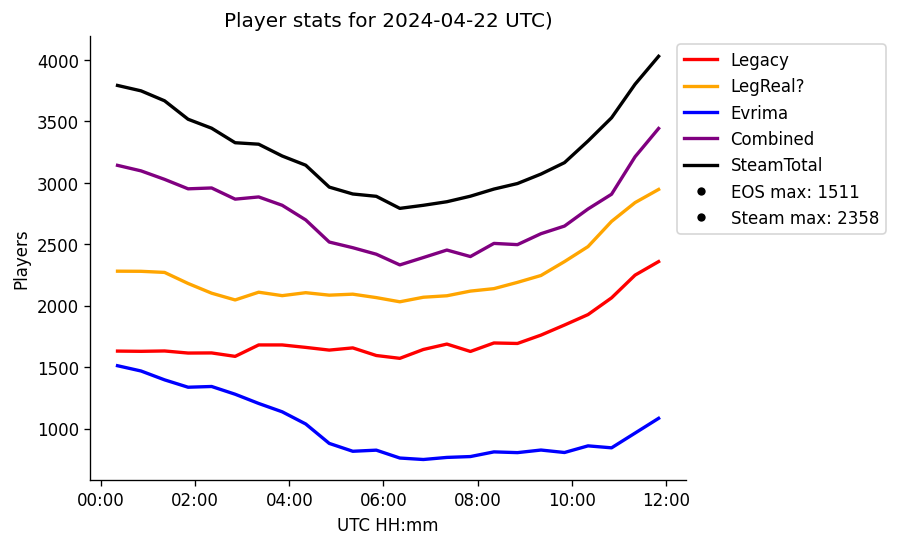 Player stats for 2024-04-22 UTC)
4000
3500
3000
2500
2000
1500
1000
Players
00:00 02:00 04:00 06:00 08:00 10:00 12:00
UTC HH:mm
Legacy
LegReal?
Evrima
Combined
SteamTotal
EOS max: 1511
Steam max: 2358